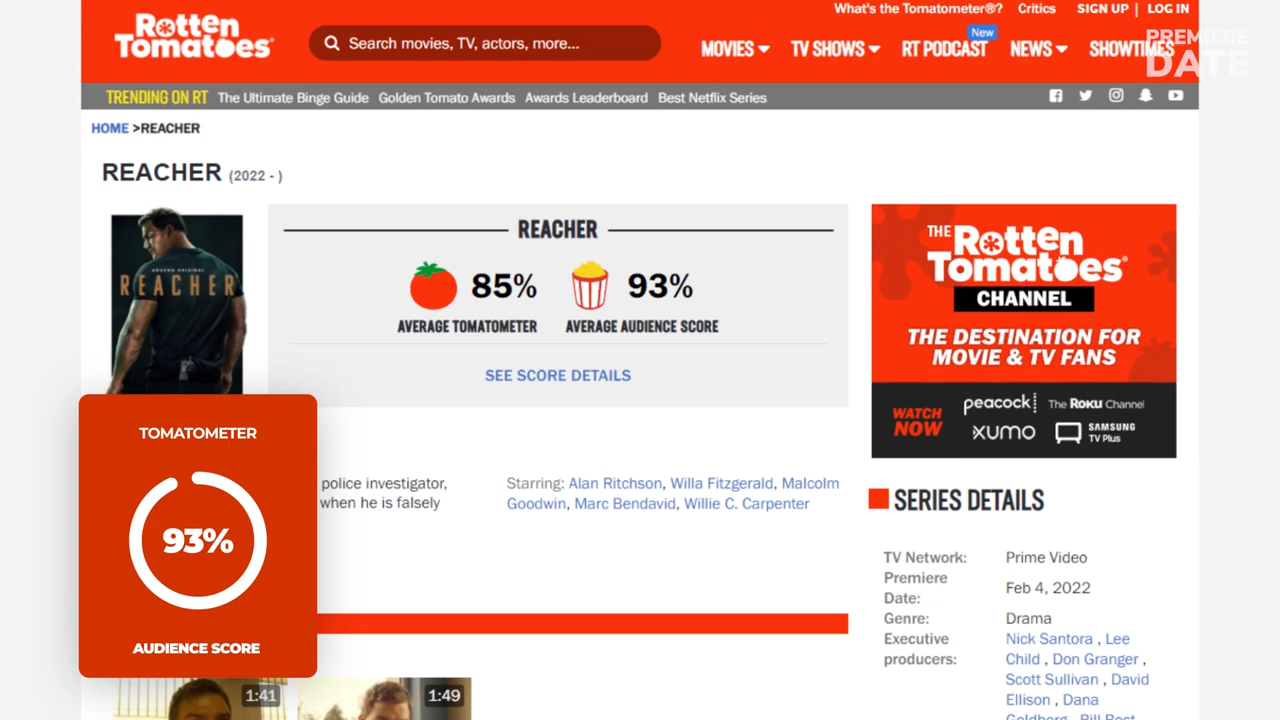 What's the Tomatometer®? Critics SIGN UP | LOG IN
Rotten
Tomatoes®
Search movies, TV, actors, more...
MOVIES TV SHOWS RT PODCAST New NEWS SHOWTIMES
PREMIERE
DATE
TRENDING ON RT The Ultimate Binge Guide Golden Tomato Awards Awards Leaderboard Best Netflix Series
HOME >REACHER
REACHER (2022 - )
AMAZON ORIGINAL
REACHER
REACHER
85% 93%
AVERAGE TOMATOMETER AVERAGE AUDIENCE SCORE
SEE SCORE DETAILS
THE Rotten
Tomatoes®
CHANNEL
THE DESTINATION FOR
MOVIE & TV FANS
WATCH
NOW
peacock The Roku Channel
xumo SAMSUNG
TV Plus
TOMATOMETER
93%
AUDIENCE SCORE
police investigator,
when he is falsely
Starring: Alan Ritchson, Willa Fitzgerald, Malcolm
Goodwin, Marc Bendavid, Willie C. Carpenter
1:41 1:49
SERIES DETAILS
TV Network: Prime Video
Premiere
Date: Feb 4, 2022
Genre: Drama
Executive
producers: Nick Santora , Lee
Child , Don Granger ,
Scott Sullivan , David
Ellison , Dana